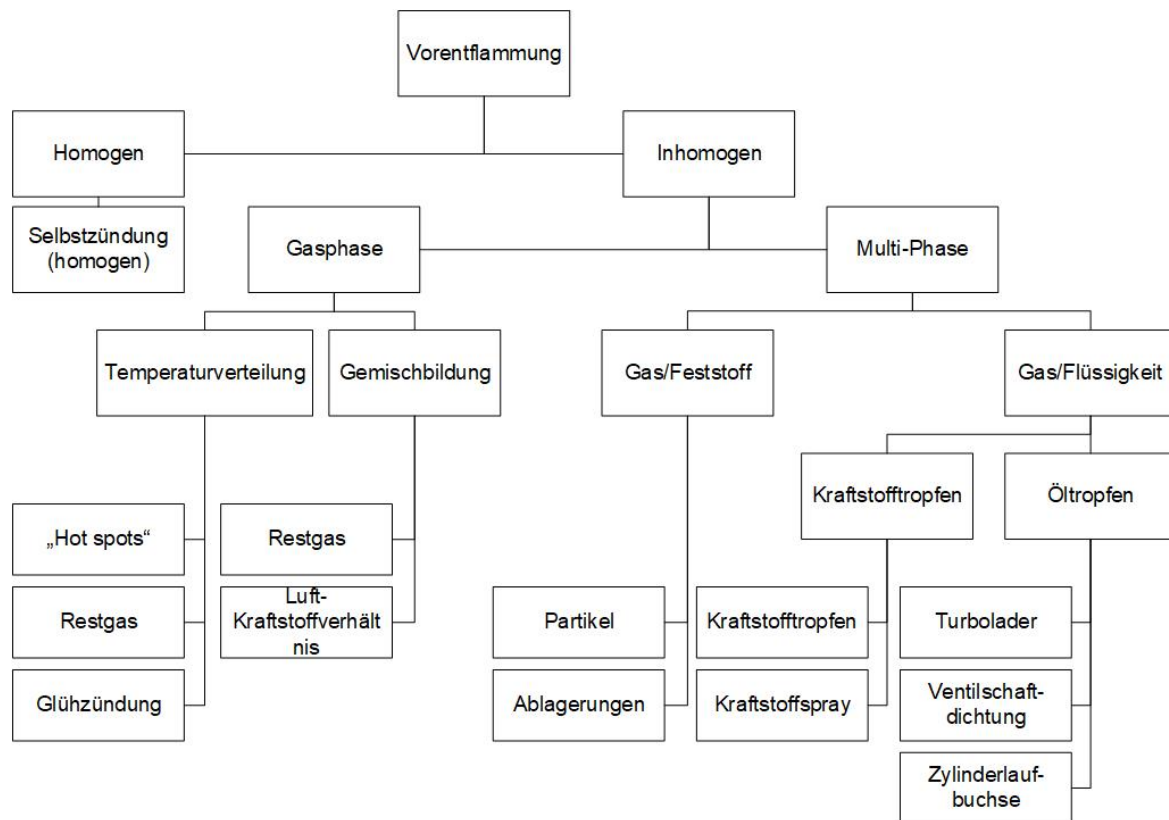 Vorentflammung
Homogen
Inhomogen
Selbstzündung
(homogen)
Gasphase
Multi-Phase
Temperaturverteilung
Gemischbildung
Gas/Feststoff
Gas/Flüssigkeit
Kraftstofftropfen
Öltropfen
„Hot spots“
Restgas
Restgas
Luft-
Kraftstoffverhält
nis
Partikel
Kraftstofftropfen
Turbolader
Glühzündung
Ablagerungen
Kraftstoffspray
Ventilschaft-
dichtung
Zylinderlauf-
buchse